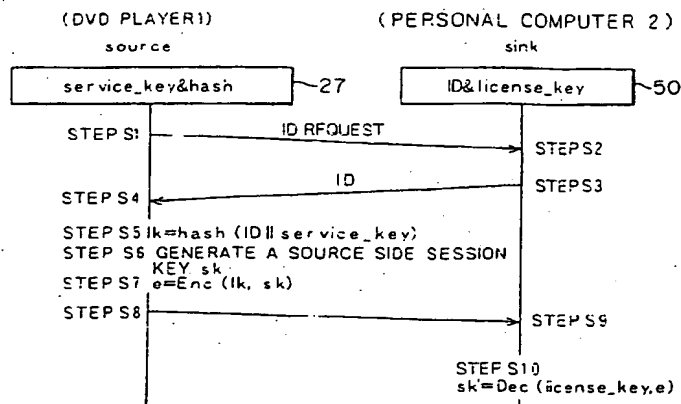 (DVD PLAYER1)
(PERSONAL COMPUTER 2)
source
sink
service_key&hash
27
ID&license_key
50
STEP S1
ID REQUEST
STEP S2
ID
STEP S3
STEP S4
STEP S5 lk=hash (ID || service_key)
STEP S6 GENERATE A SOURCE SIDE SESSION
KEY sk
STEP S7 e=Enc (lk, sk)
STEP S8
STEP S9
STEP S10
sk'=Dec (license_key,e)